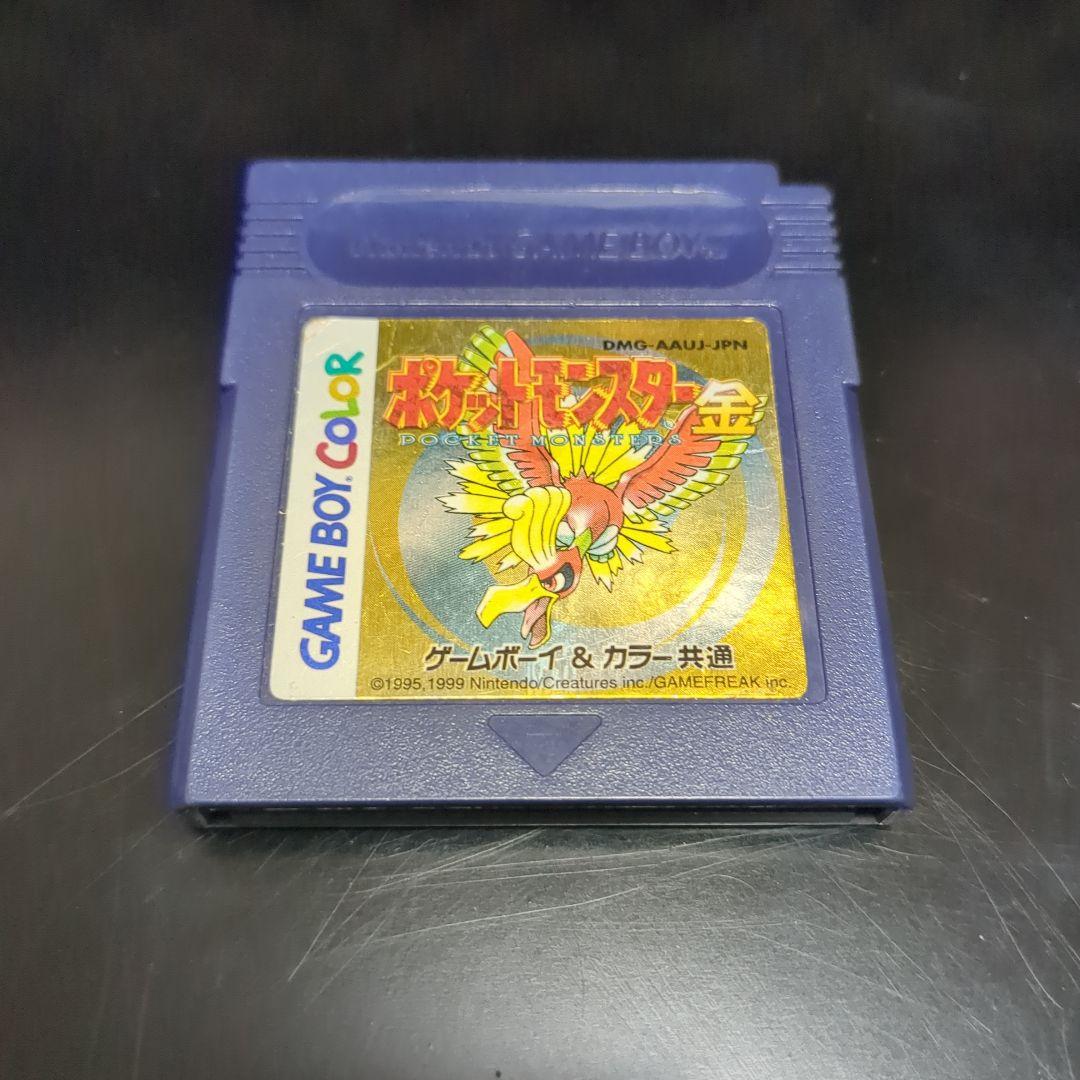 Nintendo GAME BOY™
DMG-AAUJ-JPN
ポケットモンスター金
POCKET MONSTERS
GAME BOY COLOR
ゲームボーイ & カラー共通
©1995,1999 Nintendo/Creatures inc./GAMEFREAK inc.